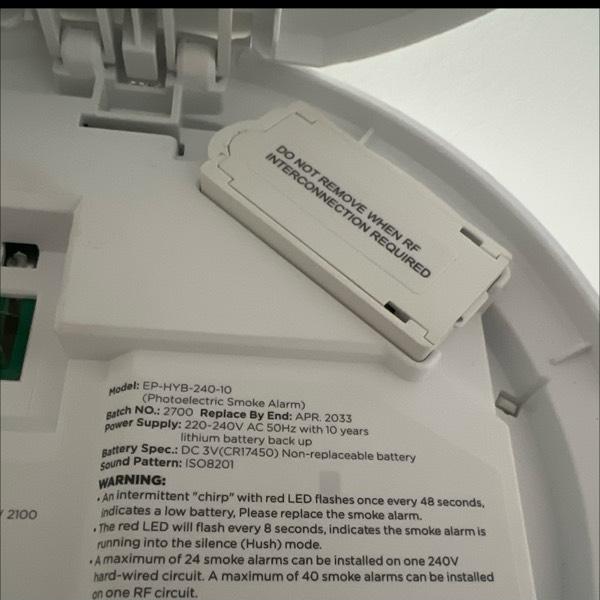 DO NOT REMOVE WHEN RF
INTERCONNECTION REQUIRED
Model: EP-HYB-240-10
(Photoelectric Smoke Alarm)
Batch NO.: 2700 Replace By End: APR. 2033
Power Supply: 220-240V AC 50Hz with 10 years
lithium battery back up
Battery Spec.: DC 3V(CR17450) Non-replaceable battery
Sound Pattern: ISO8201
WARNING:
• An intermittent "chirp" with red LED flashes once every 48 seconds,
indicates a low battery, Please replace the smoke alarm.
• The red LED will flash every 8 seconds, indicates the smoke alarm is
running into the silence (Hush) mode.
• A maximum of 24 smoke alarms can be installed on one 240V
hard-wired circuit. A maximum of 40 smoke alarms can be installed
on one RF circuit.
/ 2100